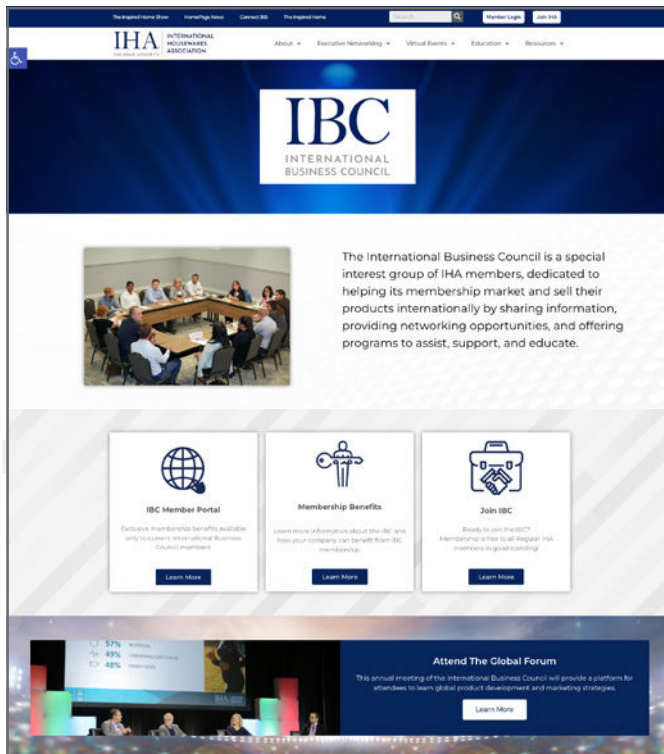 The Inspired Home Show HomePage News Connect 365 The Inspired Home Search Member Login Join IHA
IHA INTERNATIONAL
HOUSEWARES
ASSOCIATION
THE HOME AUTHORITY
About Executive Networking Virtual Events Education Resources
IBC
INTERNATIONAL
BUSINESS COUNCIL
The International Business Council is a special
interest group of IHA members, dedicated to
helping its membership market and sell their
products internationally by sharing information,
providing networking opportunities, and offering
programs to assist, support, and educate.
IBC Member Portal
Exclusive membership benefits available
only to current International Business
Council members
Learn More
Membership Benefits
Learn more information about the IBC and
how your company can benefit from IBC
membership.
Learn More
Join IBC
Ready to join the IBC?
Membership is free to all Regular IHA
members in good standing!
Learn More
57%
49%
48%
IHA
Attend The Global Forum
This annual meeting of the International Business Council will provide a platform for
attendees to learn global product development and marketing strategies.
Learn More